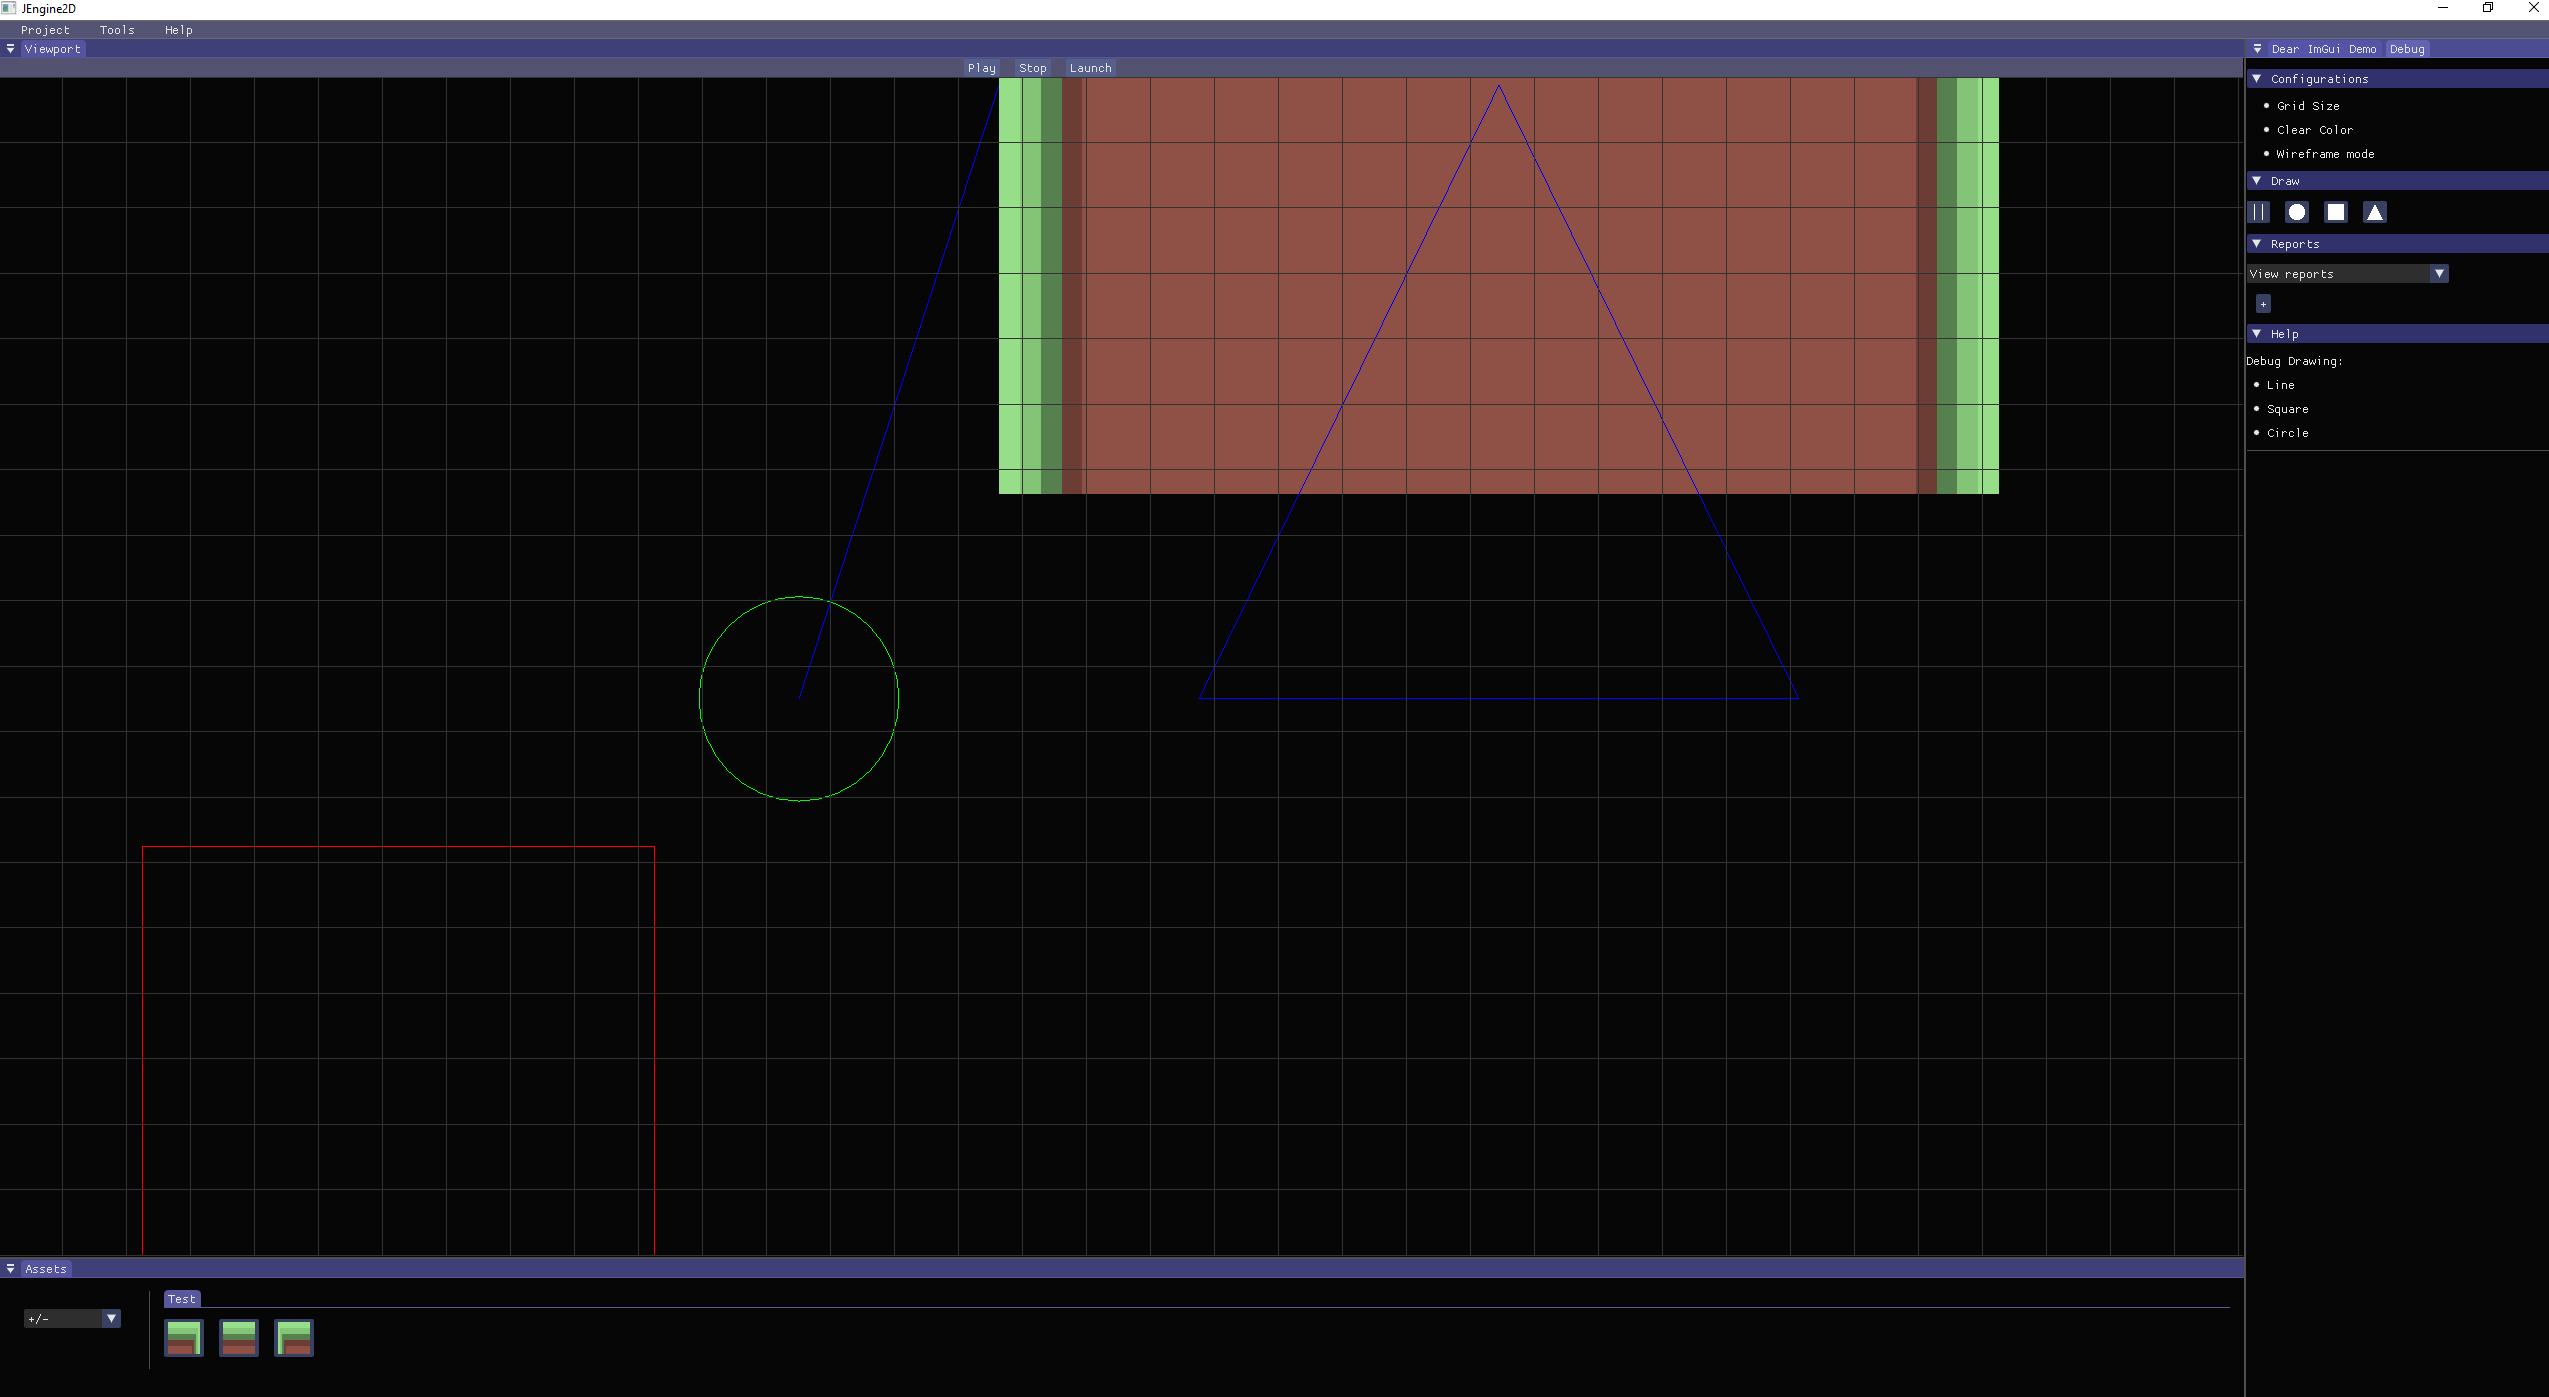 JEngine2D
Project Tools Help
Viewport
Play Stop Launch
Dear ImGui Demo Debug
Configurations
Grid Size
Clear Color
Wireframe mode
Draw
Reports
View reports
+
Help
Debug Drawing:
Line
Square
Circle
Assets
+/-
Test